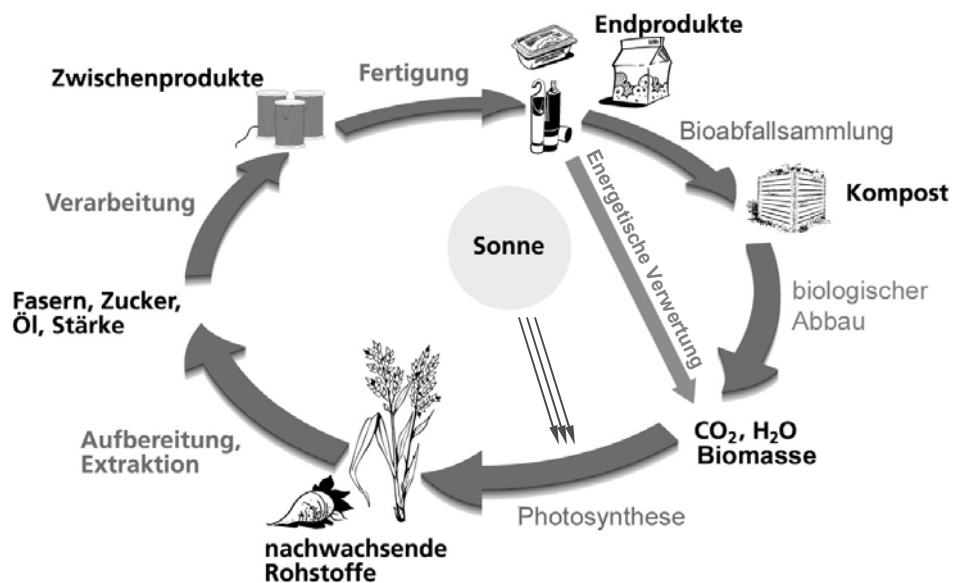 Endprodukte
Zwischenprodukte
Fertigung
Bioabfallsammlung
Kompost
Verarbeitung
Sonne
Energetische Verwertung
biologischer
Abbau
Fasern, Zucker,
Öl, Stärke
CO₂, H₂O
Biomasse
Aufbereitung,
Extraktion
Photosynthese
nachwachsende
Rohstoffe